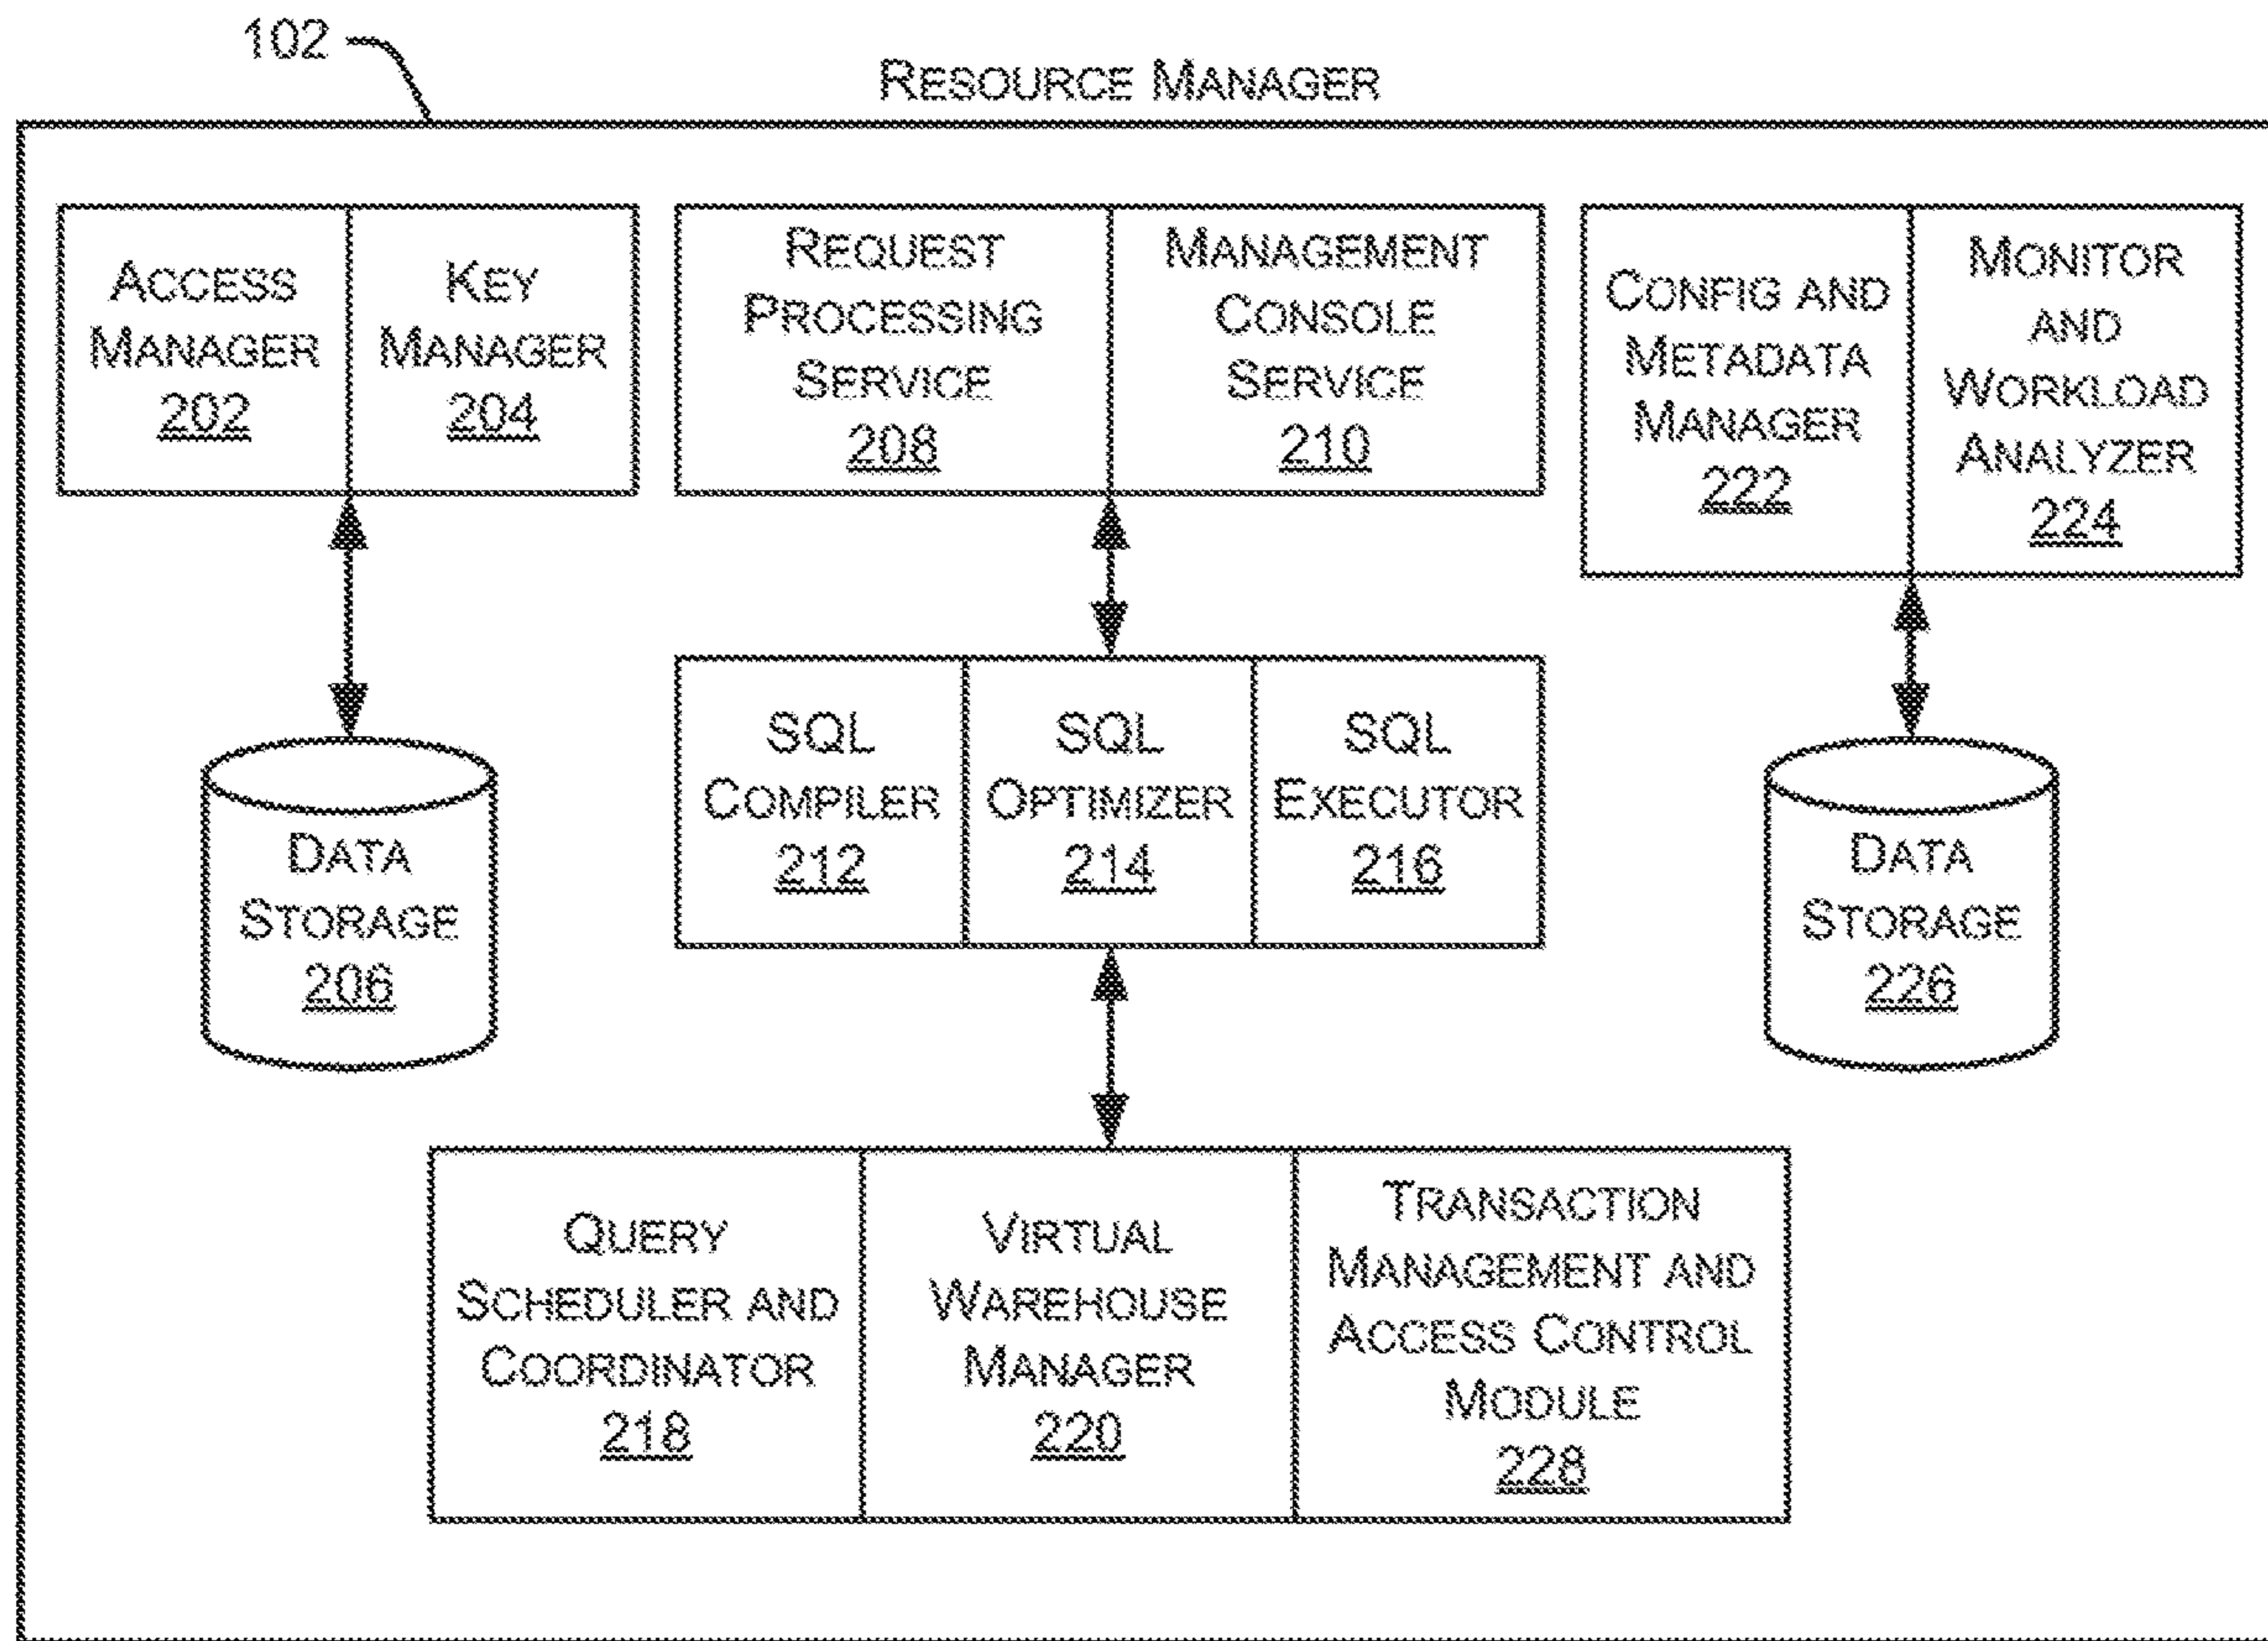 102
RESOURCE MANAGER
ACCESS
MANAGER
202
KEY
MANAGER
204
REQUEST
PROCESSING
SERVICE
208
MANAGEMENT
CONSOLE
SERVICE
210
CONFIG AND
METADATA
MANAGER
222
MONITOR
AND
WORKLOAD
ANALYZER
224
DATA
STORAGE
206
SQL
COMPILER
212
SQL
OPTIMIZER
214
SQL
EXECUTOR
216
DATA
STORAGE
226
QUERY
SCHEDULER AND
COORDINATOR
218
VIRTUAL
WAREHOUSE
MANAGER
220
TRANSACTION
MANAGEMENT AND
ACCESS CONTROL
MODULE
228